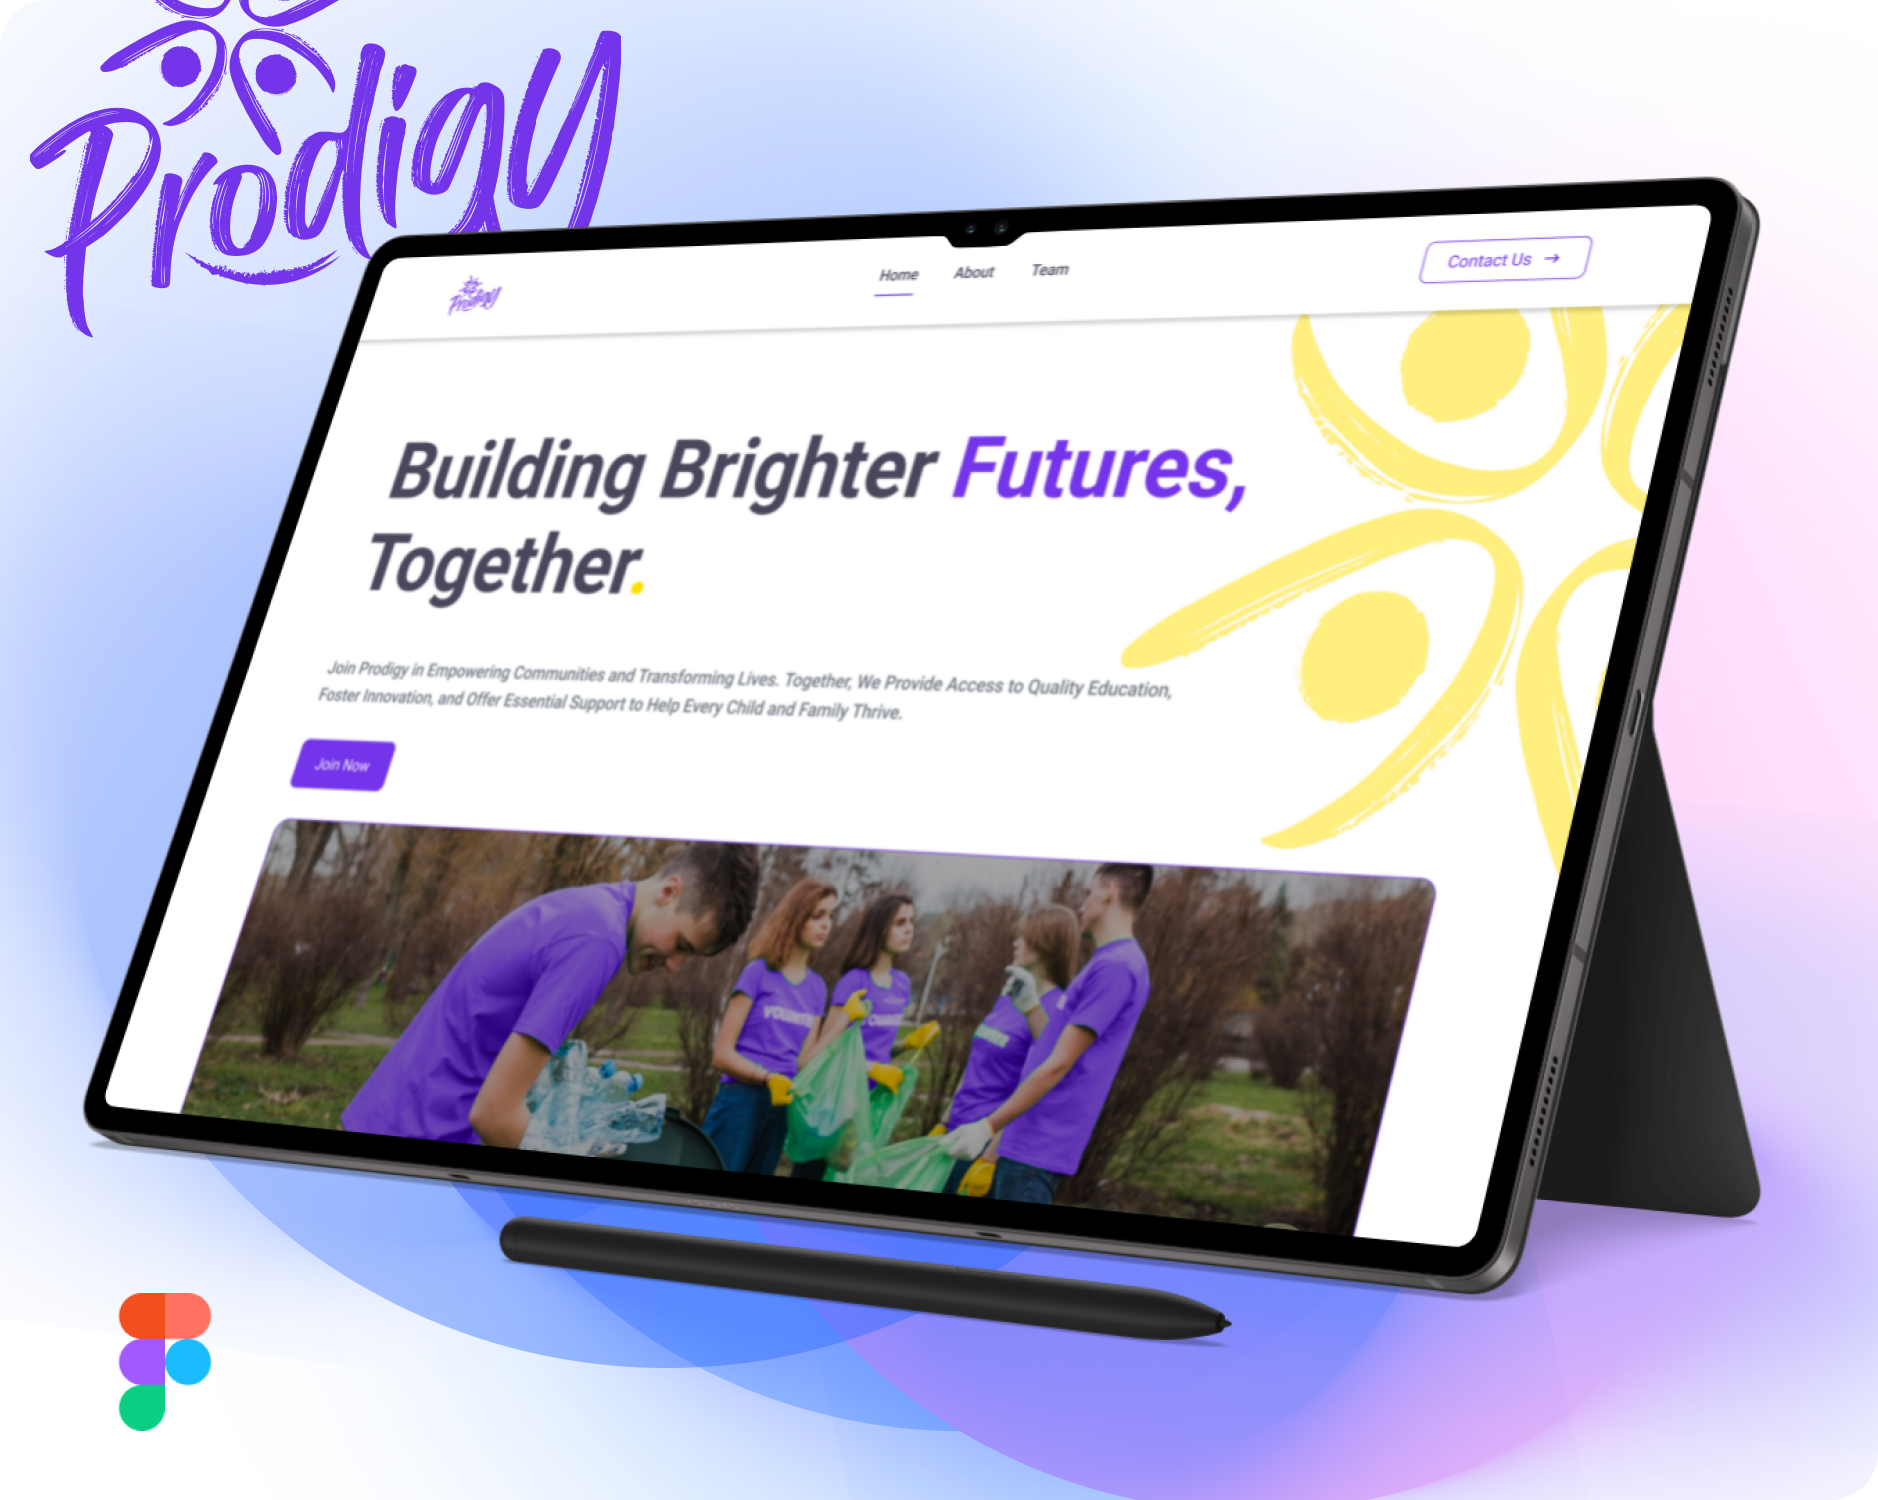 Prodigy
Prodigy
Home About Team
Contact Us →
Building Brighter Futures,
Together.
Join Prodigy in Empowering Communities and Transforming Lives. Together, We Provide Access to Quality Education,
Foster Innovation, and Offer Essential Support to Help Every Child and Family Thrive.
Join Now